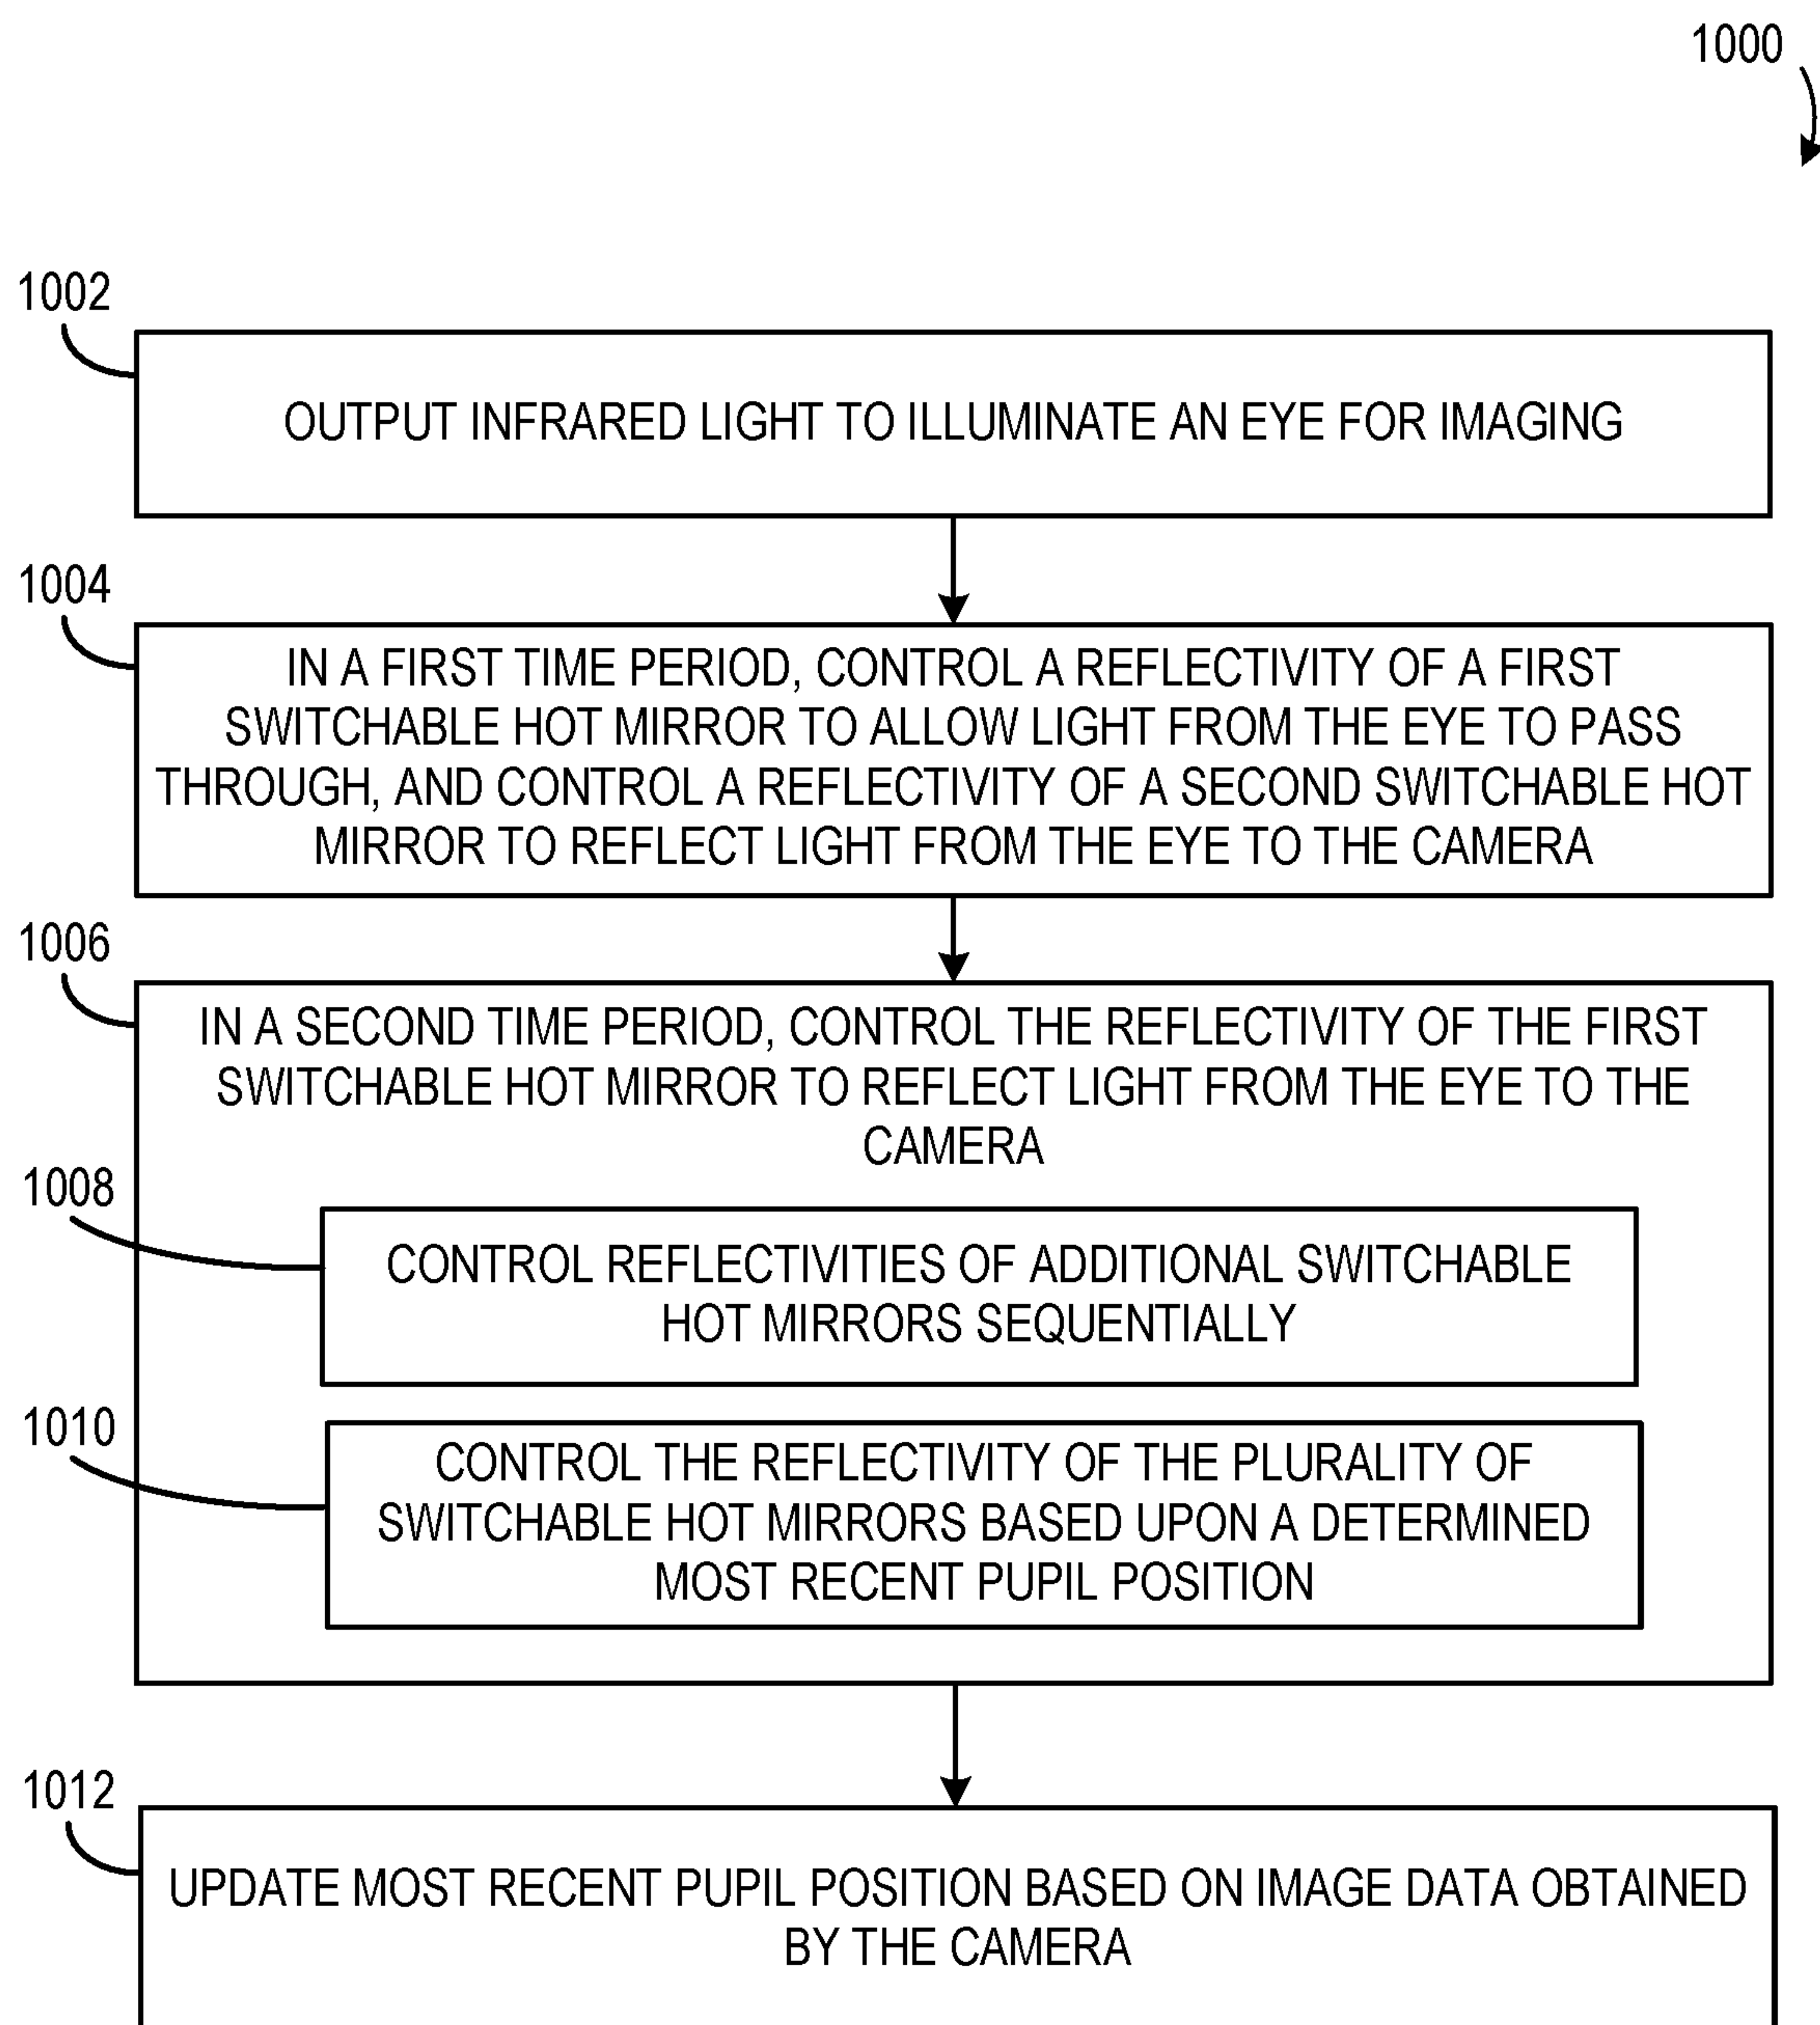 1000
1002
OUTPUT INFRARED LIGHT TO ILLUMINATE AN EYE FOR IMAGING
1004
IN A FIRST TIME PERIOD, CONTROL A REFLECTIVITY OF A FIRST
SWITCHABLE HOT MIRROR TO ALLOW LIGHT FROM THE EYE TO PASS
THROUGH, AND CONTROL A REFLECTIVITY OF A SECOND SWITCHABLE HOT
MIRROR TO REFLECT LIGHT FROM THE EYE TO THE CAMERA
1006
IN A SECOND TIME PERIOD, CONTROL THE REFLECTIVITY OF THE FIRST
SWITCHABLE HOT MIRROR TO REFLECT LIGHT FROM THE EYE TO THE
CAMERA
1008
CONTROL REFLECTIVITIES OF ADDITIONAL SWITCHABLE
HOT MIRRORS SEQUENTIALLY
1010
CONTROL THE REFLECTIVITY OF THE PLURALITY OF
SWITCHABLE HOT MIRRORS BASED UPON A DETERMINED
MOST RECENT PUPIL POSITION
1012
UPDATE MOST RECENT PUPIL POSITION BASED ON IMAGE DATA OBTAINED
BY THE CAMERA